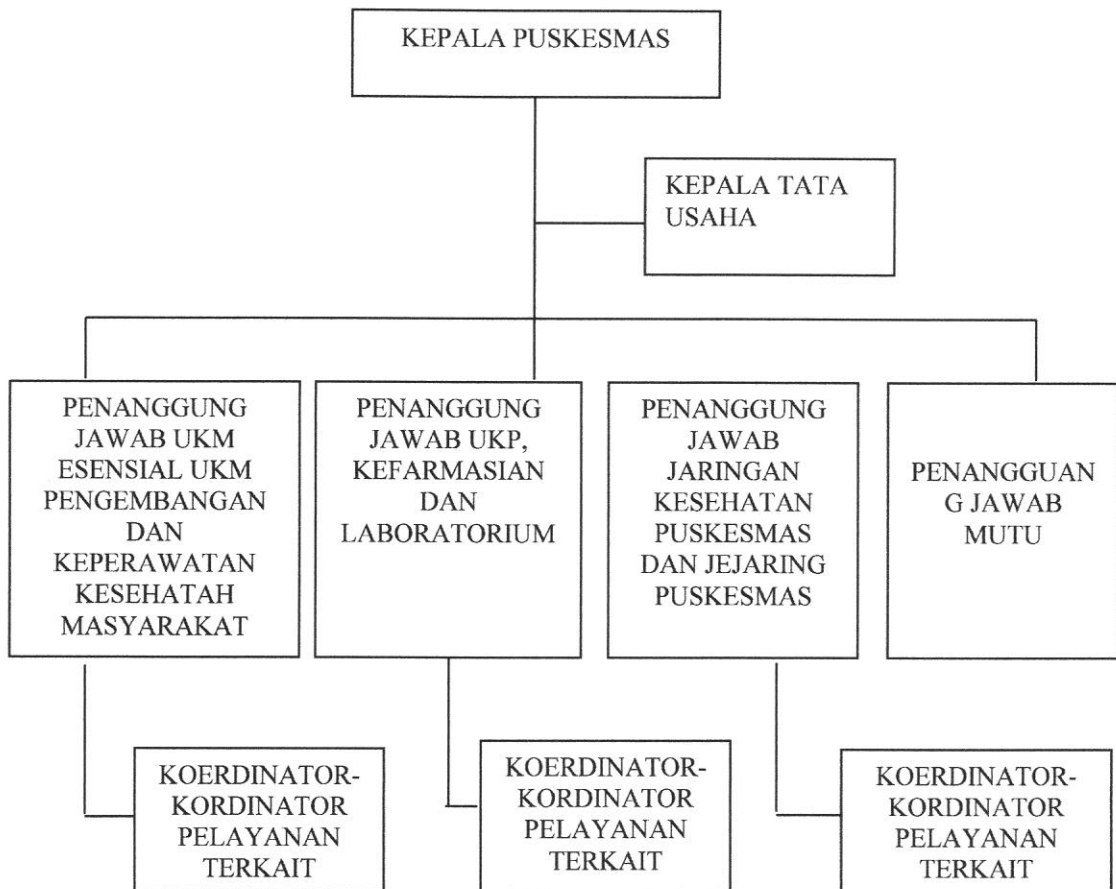 KEPALA PUSKESMAS
KEPALA TATA
USAHA
PENANGGUNG
JAWAB UKM
ESENSIAL UKM
PENGEMBANGAN
DAN
KEPERAWATAN
KESEHATAH
MASYARAKAT
PENANGGUNG
JAWAB UKP,
KEFARMASIAN
DAN
LABORATORIUM
PENANGGUNG
JAWAB
JARINGAN
KESEHATAN
PUSKESMAS
DAN JEJARING
PUSKESMAS
PENANGGUAN
G JAWAB
MUTU
KOERDINATOR-
KORDINATOR
PELAYANAN
TERKAIT
KOERDINATOR-
KORDINATOR
PELAYANAN
TERKAIT
KOERDINATOR-
KORDINATOR
PELAYANAN
TERKAIT